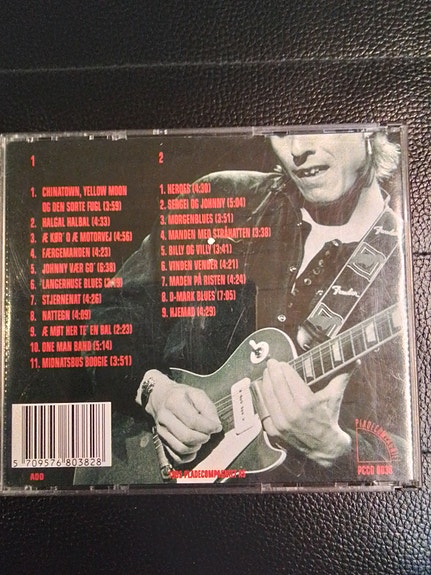 1
1. CHINATOWN, YELLOW MOON
OG DEN SORTE FUGL (3:59)
2. HALGAL HALBAL (4:33)
3. Æ KØR' O Æ MOTORVEJ (4:56)
4. FÆRGEMANDEN (4:23)
5. JOHNNY VÆR GO' (6:30)
6. LANGERHUSE BLUES
7. STJERNENAT (4:26)
8. NATTEGN (4:09)
9. Æ MØT HER TE' EN BAL (2:23)
10. ONE MAN BAND (5:14)
11. MIDNATSBUS BOOGIE (3:51)
2
1. HEROES (4:30)
2. SERGEI OG JOHNNY (5:04)
3. MORGENBLUES (3:51)
4. MANDEN MED STRÅHATTEN (3:38)
5. BILLY OG VILLY (3:41)
6. VINDEN VENDER (4:21)
7. MADEN PÅ RISTEN (4:24)
8. D-MARK BLUES (7:05)
9. HJEMAD (4:29)
Fender
Fender
5 709576 803828
ADD
PLADECOMPAGNIET AS
PLADECOMPAGNIET
PCCD